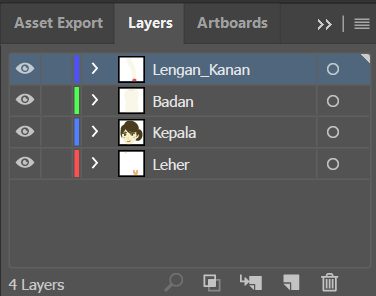 Asset Export Layers Artboards
Lengan_Kanan
Badan
Kepala
Leher
4 Layers